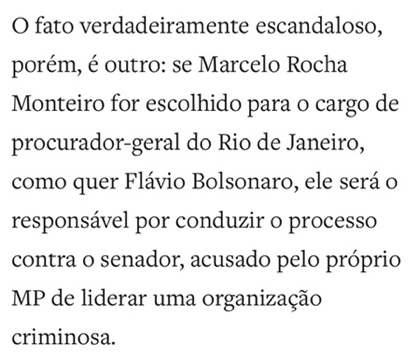 O fato verdadeiramente escandaloso,
porém, é outro: se Marcelo Rocha
Monteiro for escolhido para o cargo de
procurador-geral do Rio de Janeiro,
como quer Flávio Bolsonaro, ele será o
responsável por conduzir o processo
contra o senador, acusado pelo próprio
MP de liderar uma organização
criminosa.